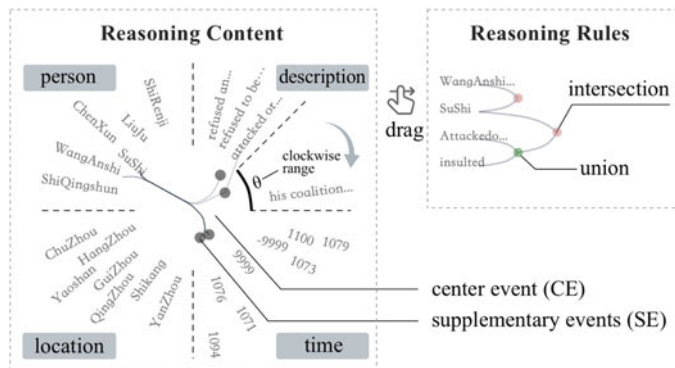 Reasoning Content
person
description
ShiRenji
LiuJu
ChenXun
SuShi
WangAnshi
ShiQingshun
refused an...
refused to be...
attacked or...
θ
clockwise
range
his coalition...
ChuZhou
HangZhou
Yaoshan
GuiZhou
QingZhou
Shikang
YanZhou
-9999
1100
1079
1073
9999
1076
1071
1094
location
time
drag
Reasoning Rules
WangAnshi...
SuShi
Attackedo...
insulted
intersection
union
center event (CE)
supplementary events (SE)